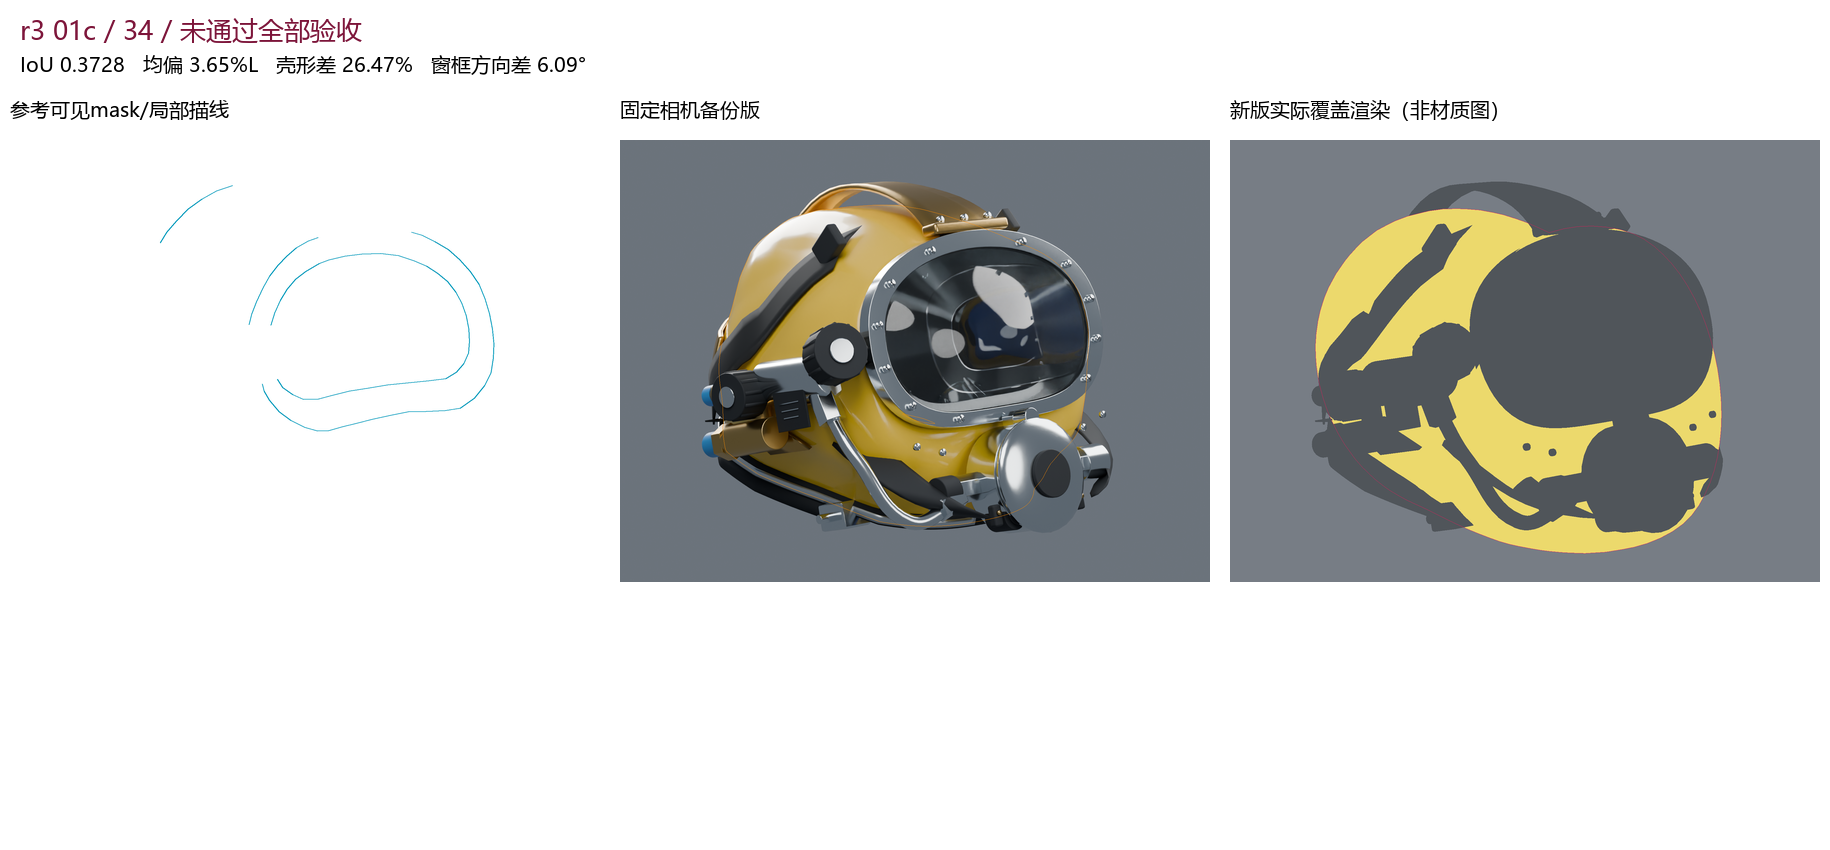 r3 01c / 34 / 未通过全部验收
IoU 0.3728 均偏 3.65%L 壳形差 26.47% 窗框方向差 6.09°
参考可见mask/局部描线
固定相机备份版
新版实际覆盖渲染（非材质图）